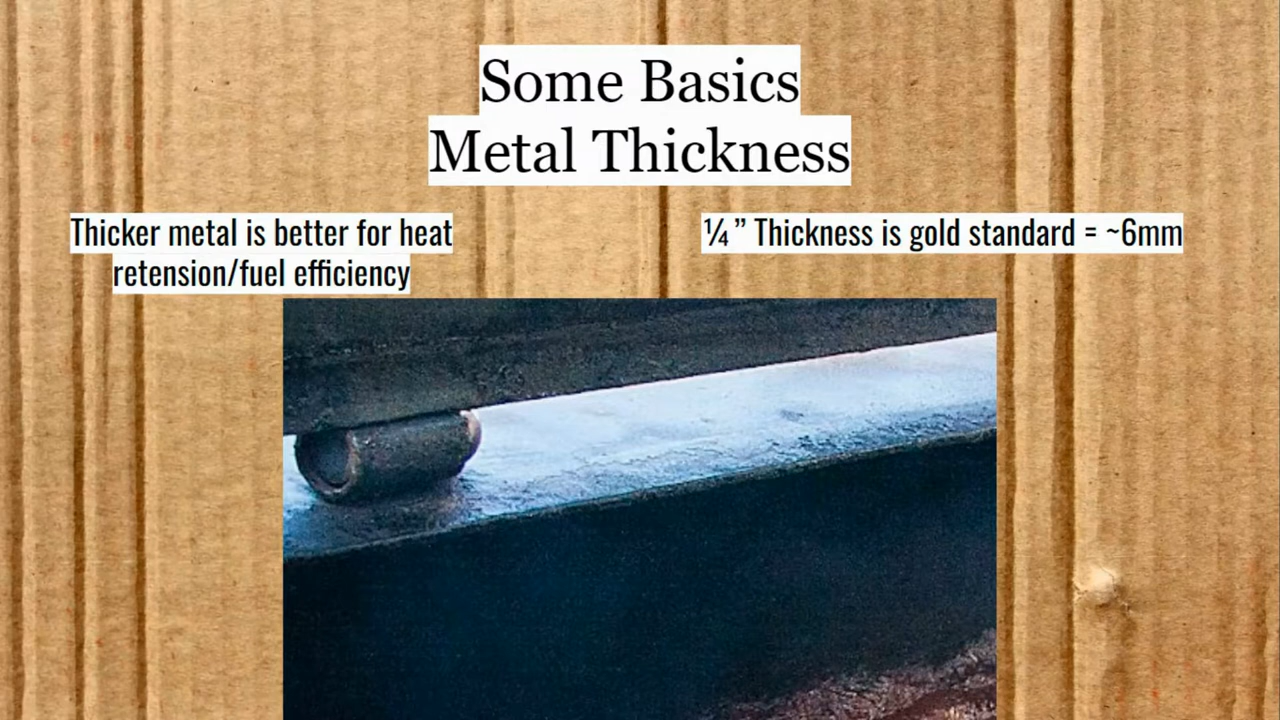 Some Basics
Metal Thickness
Thicker metal is better for heat
retension/fuel efficiency
¼ ” Thickness is gold standard = ~6mm